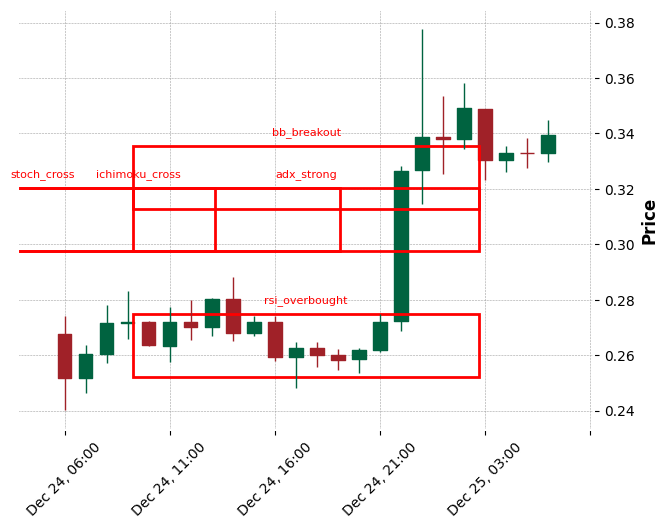 0.38
0.36
0.34
bb_breakout
stoch_cross ichimoku_cross adx_strong
0.32
0.30
rsi_overbought
0.28
0.26
0.24
Price
Dec 24, 06:00
Dec 24, 11:00
Dec 24, 16:00
Dec 24, 21:00
Dec 25, 03:00